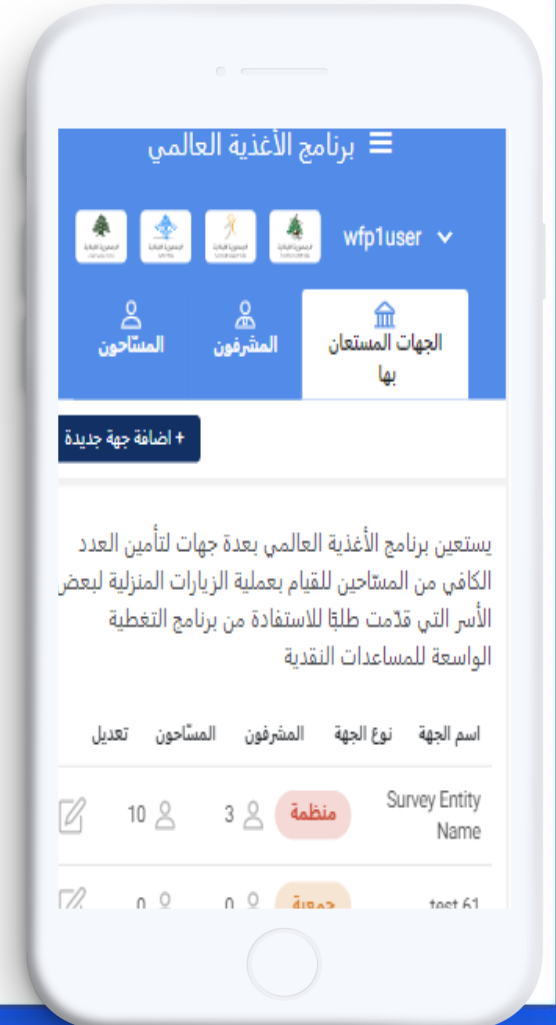 برنامج الأغذية العالمي
wfp1user
الجهات المستعان
بها
المشرفون
المسّاحون
+ اضافة جهة جديدة
يستعين برنامج الأغذية العالمي بعدة جهات لتأمين العدد
الكافي من المسّاحين للقيام بعملية الزيارات المنزلية لبعض
الأسر التي قدّمت طلبًا للاستفادة من برنامج التغطية
الواسعة للمساعدات النقدية
اسم الجهة نوع الجهة المشرفون المسّاحون تعديل
Survey Entity
Name
منظمة 3 10
test 61 جمعية 0 0